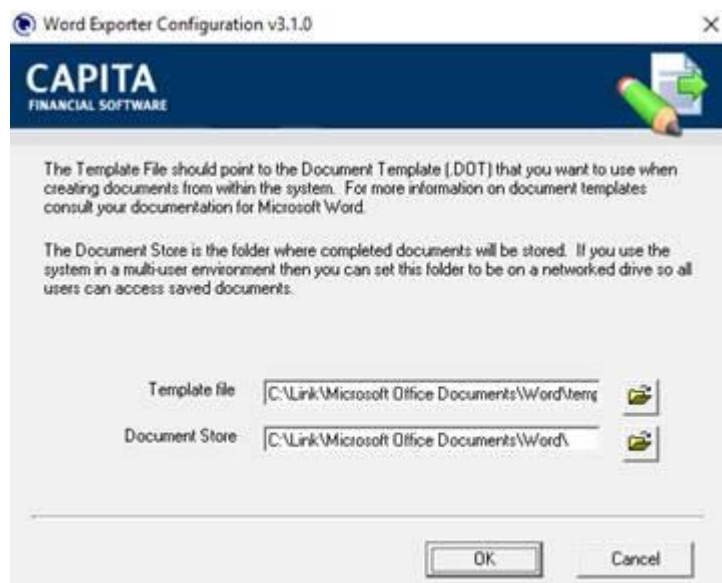 Word Exporter Configuration v3.1.0
CAPITA
FINANCIAL SOFTWARE
The Template File should point to the Document Template (.DOT) that you want to use when
creating documents from within the system. For more information on document templates
consult your documentation for Microsoft Word.
The Document Store is the folder where completed documents will be stored. If you use the
system in a multi-user environment then you can set this folder to be on a networked drive so all
users can access saved documents.
Template file C:\Link\Microsoft Office Documents\Word\temp
Document Store C:\Link\Microsoft Office Documents\Word\
OK Cancel